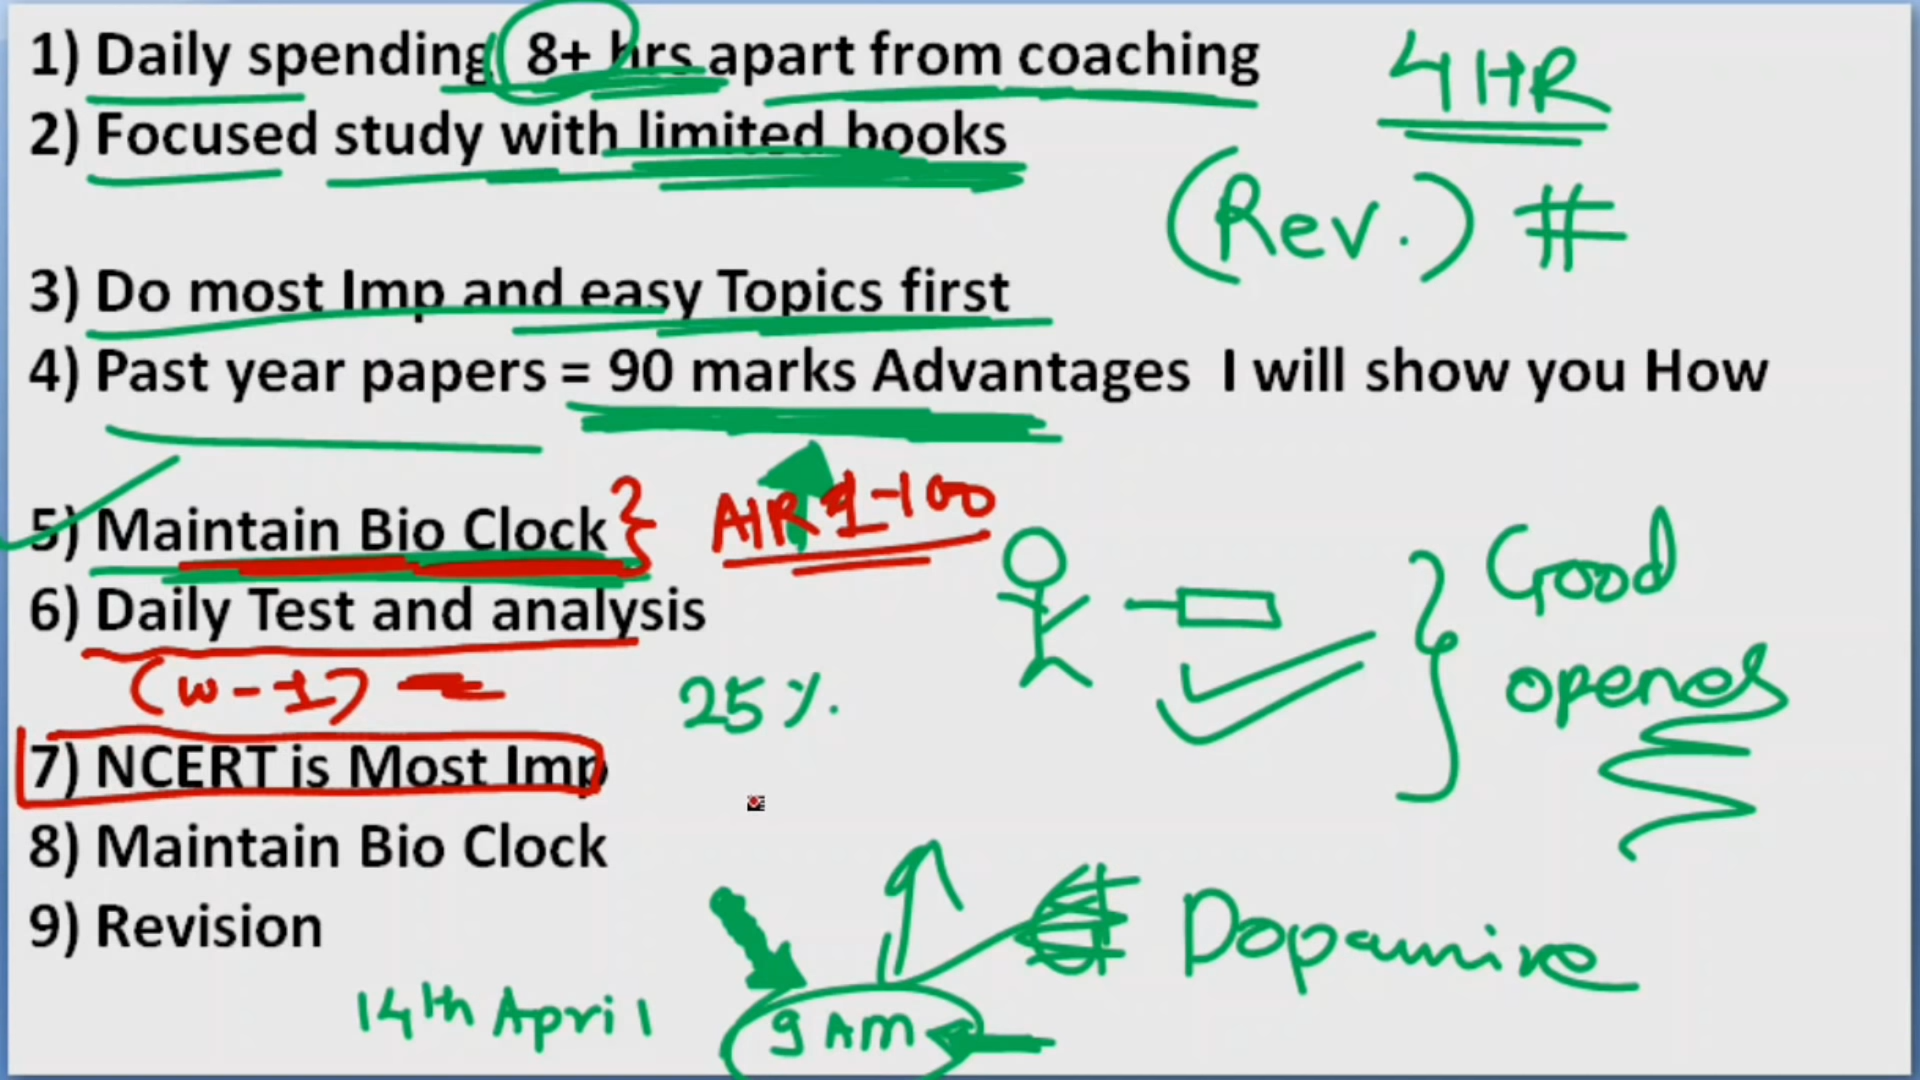 1) Daily spending 8+ hrs apart from coaching
4 HR
2) Focused study with limited books
(Rev.) #
3) Do most Imp and easy Topics first
4) Past year papers = 90 marks Advantages I will show you How
5) Maintain Bio Clock } AIR 1-100
Good
6) Daily Test and analysis
opener
(w-1)
25%.
7) NCERT is Most Imp
8) Maintain Bio Clock
9) Revision
Dopamine
14th April
9 AM